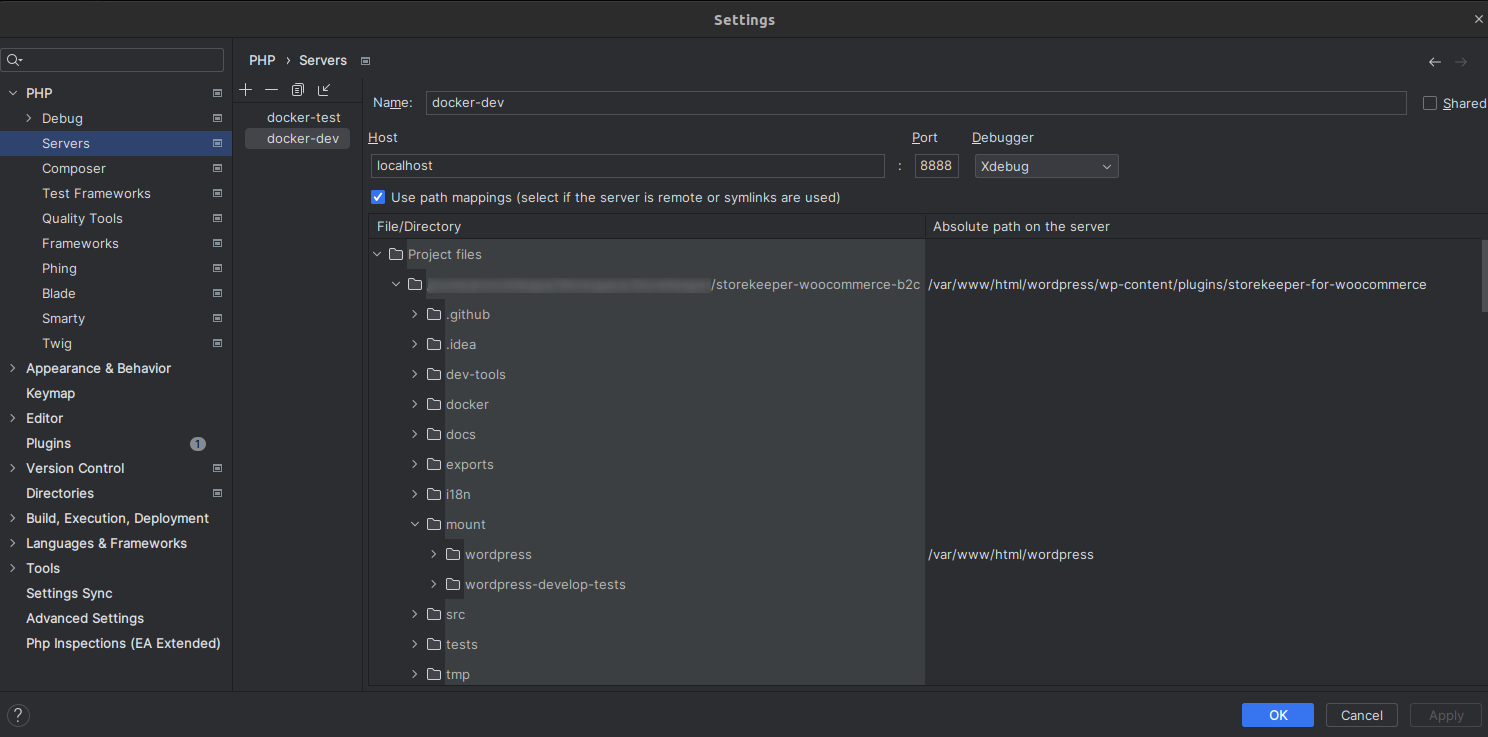 Settings
PHP › Servers
PHP
Debug
Servers
Composer
Test Frameworks
Quality Tools
Frameworks
Phing
Blade
Smarty
Twig
Appearance & Behavior
Keymap
Editor
Plugins 1
Version Control
Directories
Build, Execution, Deployment
Languages & Frameworks
Tools
Settings Sync
Advanced Settings
Php Inspections (EA Extended)
docker-test
docker-dev
Name: docker-dev Shared
Host Port Debugger
localhost : 8888 Xdebug
Use path mappings (select if the server is remote or symlinks are used)
File/Directory Absolute path on the server
Project files
/storekeeper-woocommerce-b2c /var/www/html/wordpress/wp-content/plugins/storekeeper-for-woocommerce
.github
.idea
dev-tools
docker
docs
exports
i18n
mount
wordpress /var/www/html/wordpress
wordpress-develop-tests
src
tests
tmp
? OK Cancel Apply